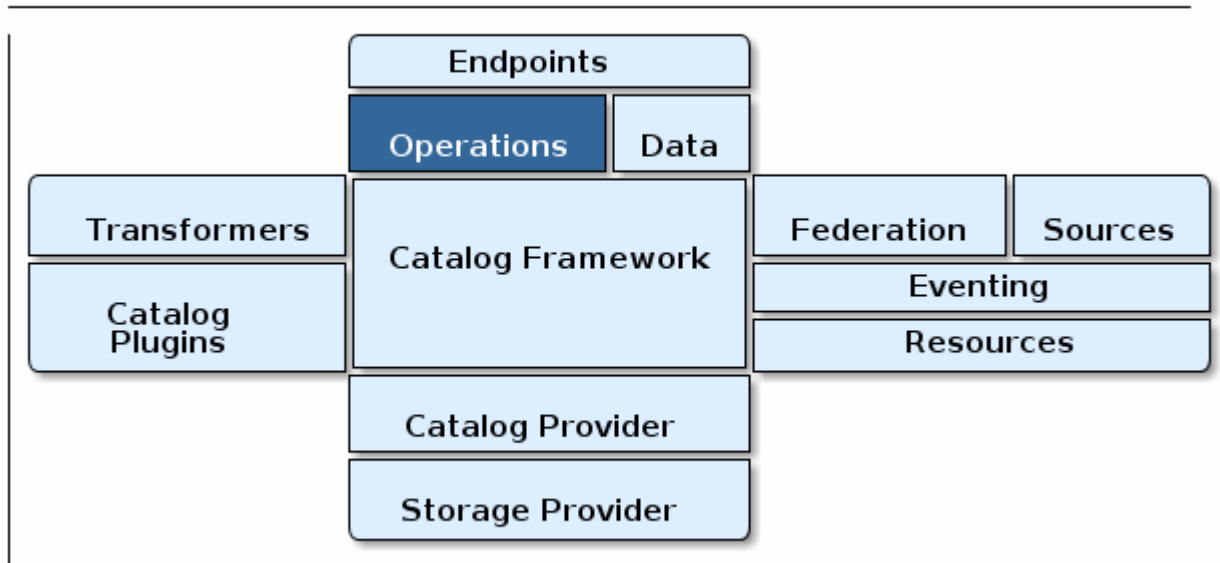 Endpoints
Operations
Data
Transformers
Catalog Framework
Federation
Sources
Catalog
Plugins
Eventing
Resources
Catalog Provider
Storage Provider